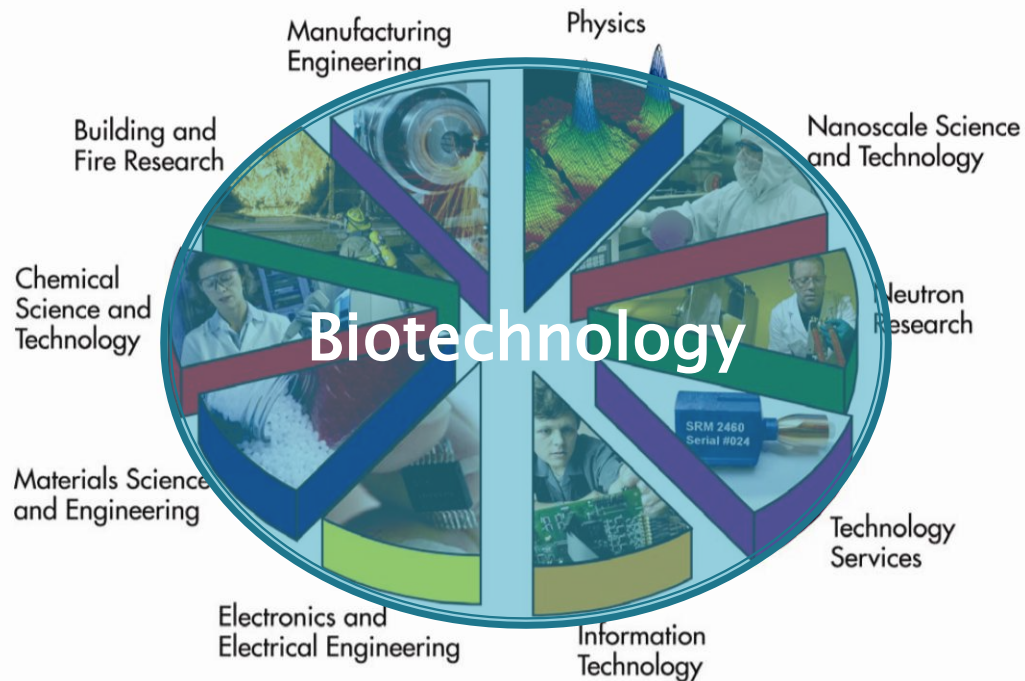 Manufacturing
Engineering
Physics
Building and
Fire Research
Nanoscale Science
and Technology
Chemical
Science and
Technology
Neutron
Research
Biotechnology
SRM 2460
Serial #024
Materials Science
and Engineering
Technology
Services
Electronics and
Electrical Engineering
Information
Technology